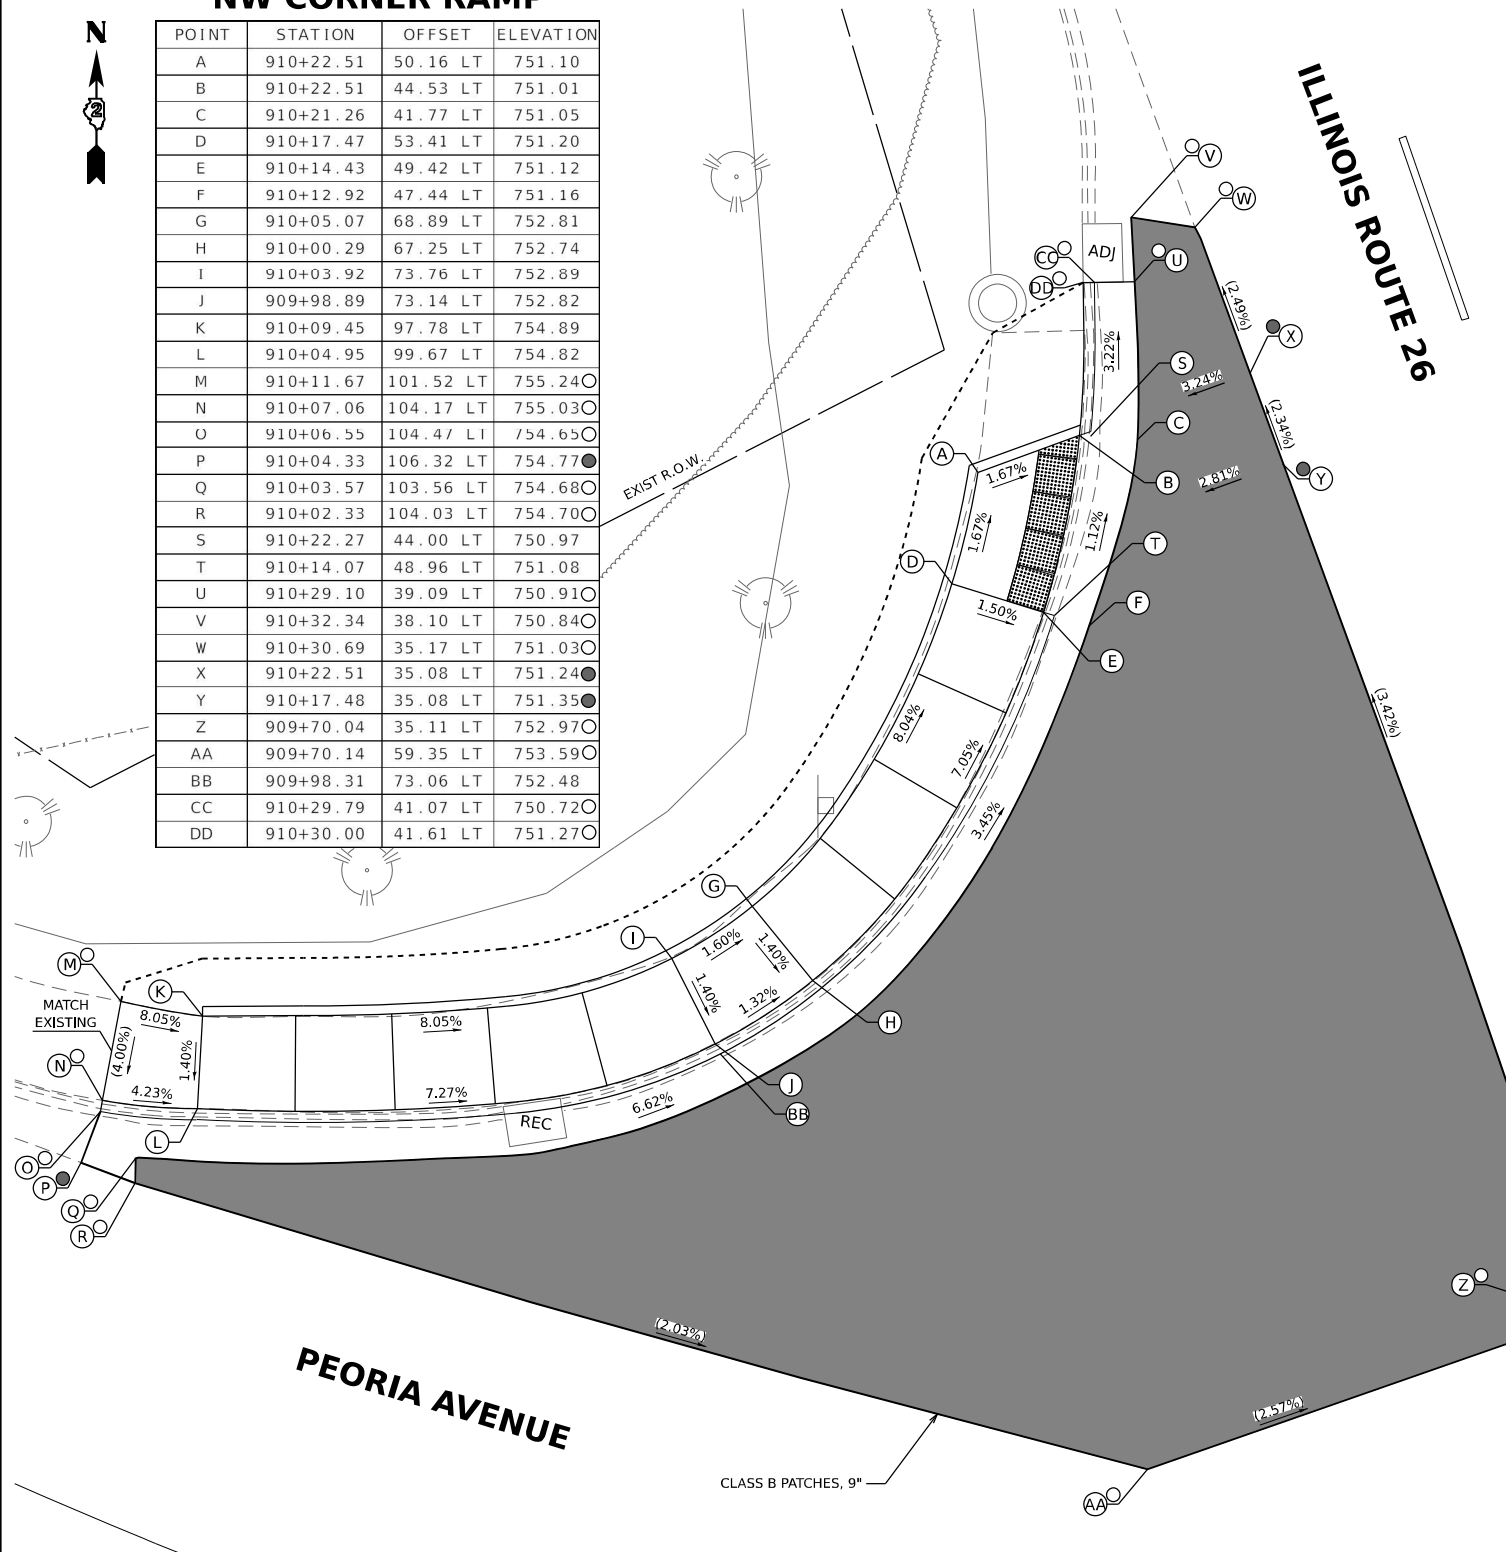 NW CORNER RAMP
N
2
POINT STATION OFFSET ELEVATION
A 910+22.51 50.16 LT 751.10
B 910+22.51 44.53 LT 751.01
C 910+21.26 41.77 LT 751.05
D 910+17.47 53.41 LT 751.20
E 910+14.43 49.42 LT 751.12
F 910+12.92 47.44 LT 751.16
G 910+05.07 68.89 LT 752.81
H 910+00.29 67.25 LT 752.74
I 910+03.92 73.76 LT 752.89
J 909+98.89 73.14 LT 752.82
K 910+09.45 97.78 LT 754.89
L 910+04.95 99.67 LT 754.82
M 910+11.67 101.52 LT 755.24
N 910+07.06 104.17 LT 755.03
O 910+06.55 104.47 LT 754.65
P 910+04.33 106.32 LT 754.77
Q 910+03.57 103.56 LT 754.68
R 910+02.33 104.03 LT 754.70
S 910+22.27 44.00 LT 750.97
T 910+14.07 48.96 LT 751.08
U 910+29.10 39.09 LT 750.91
V 910+32.34 38.10 LT 750.84
W 910+30.69 35.17 LT 751.03
X 910+22.51 35.08 LT 751.24
Y 910+17.48 35.08 LT 751.35
Z 909+70.04 35.11 LT 752.97
AA 909+70.14 59.35 LT 753.59
BB 909+98.31 73.06 LT 752.48
CC 910+29.79 41.07 LT 750.72
DD 910+30.00 41.61 LT 751.27
ILLINOIS ROUTE 26
V
W
ADJ
CC
U
DD
(2.49%)
X
3.22%
S
3.24%
(2.34%)
C
A
EXIST R.O.W.
1.67%
B
2.81%
Y
1.67%
1.12%
T
D
1.50%
F
E
8.04%
(3.42%)
7.05%
3.45%
G
I
1.60%
1.40%
M
K
1.40%
1.32%
MATCH
EXISTING
8.05%
8.05%
H
(4.00%)
1.40%
N
4.23%
7.27%
J
6.62%
BB
REC
L
O
P
Q
R
Z
(2.03%)
PEORIA AVENUE
(2.57%)
CLASS B PATCHES, 9"
AA